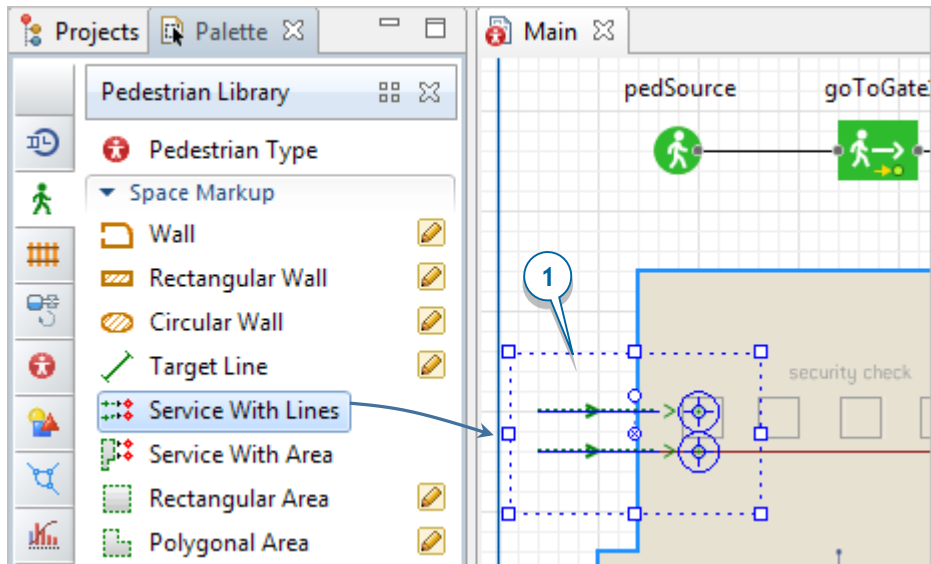 Projects
Palette
Main
Pedestrian Library
pedSource
goToGate
Pedestrian Type
Space Markup
Wall
Rectangular Wall
1
Circular Wall
Target Line
security check
Service With Lines
Service With Area
Rectangular Area
Polygonal Area